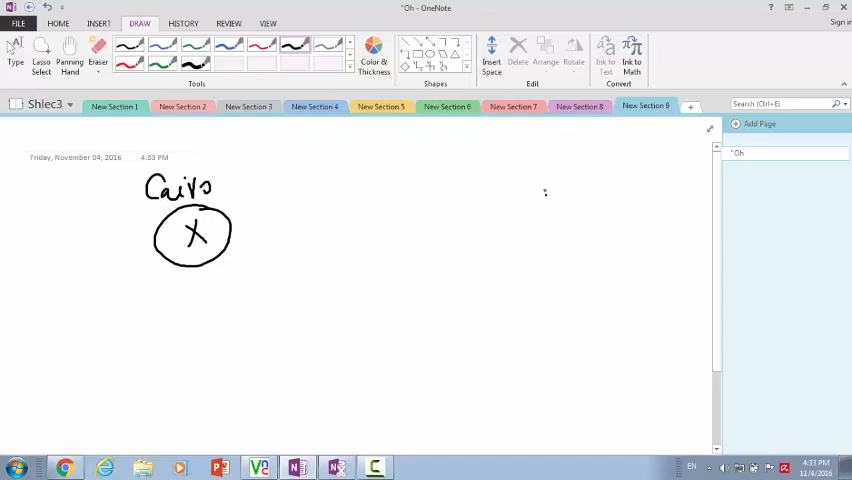 "Oh - OneNote
?
FILE HOME INSERT DRAW HISTORY REVIEW VIEW
Sign in
Type Lasso Select Panning Hand Eraser Color & Thickness Insert Space Delete Arrange Rotate Ink to Text Ink to Math
Tools Shapes Edit Convert
Shlec3 New Section 1 New Section 2 New Section 3 New Section 4 New Section 5 New Section 6 New Section 7 New Section 8 New Section 9 Search (Ctrl+E)
Add Page
"Oh
Friday, November 04, 2016 4:33 PM
Cairo
X
EN 4:33 PM
11/4/2016